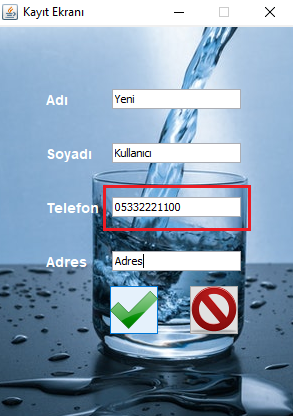 Kayıt Ekranı
Adı Yeni
Soyadı Kullanıcı
Telefon 05332221100
Adres Adres